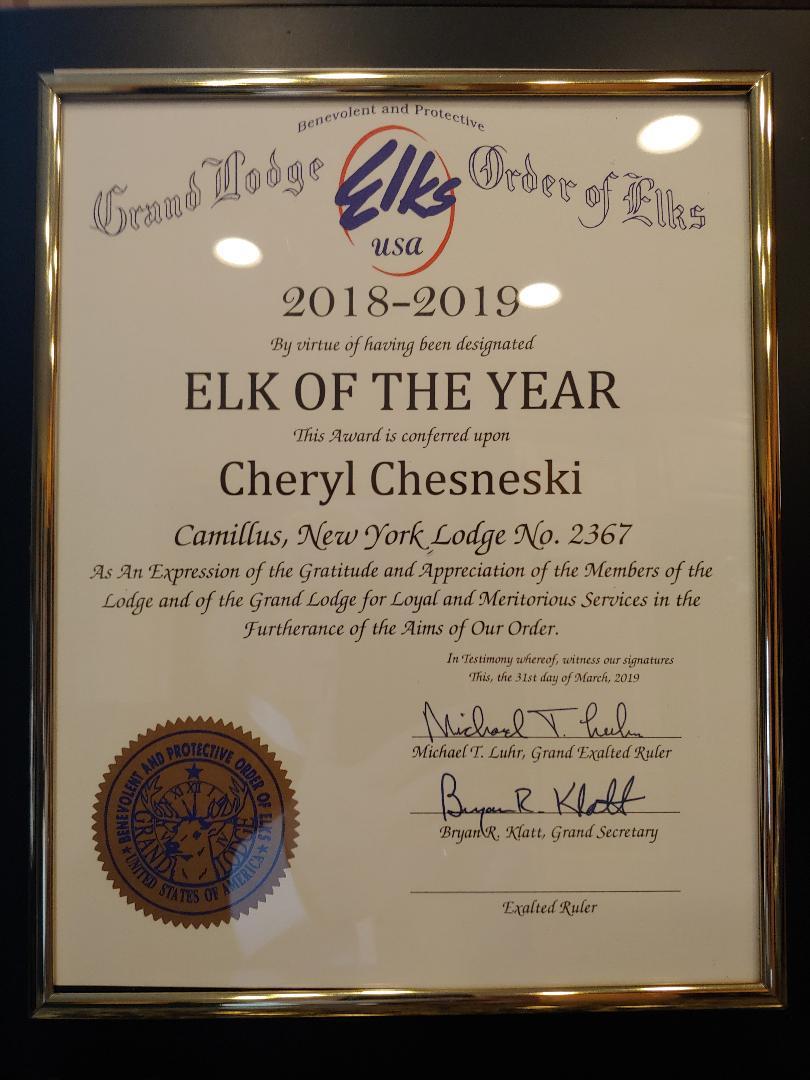 Benevolent and Protective
Grand Lodge Elks Order of Elks
usa
2018-2019
By virtue of having been designated
ELK OF THE YEAR
This Award is conferred upon
Cheryl Chesneski
Camillus, New York Lodge No. 2367
As An Expression of the Gratitude and Appreciation of the Members of the
Lodge and of the Grand Lodge for Loyal and Meritorious Services in the
Furtherance of the Aims of Our Order.
In Testimony whereof, witness our signatures
This, the 31st day of March, 2019
Michael T. Luhr
Michael T. Luhr, Grand Exalted Ruler
Bryan R. Klatt
Bryan R. Klatt, Grand Secretary
Exalted Ruler
BENEVOLENT AND PROTECTIVE ORDER OF ELKS
GRAND LODGE
UNITED STATES OF AMERICA